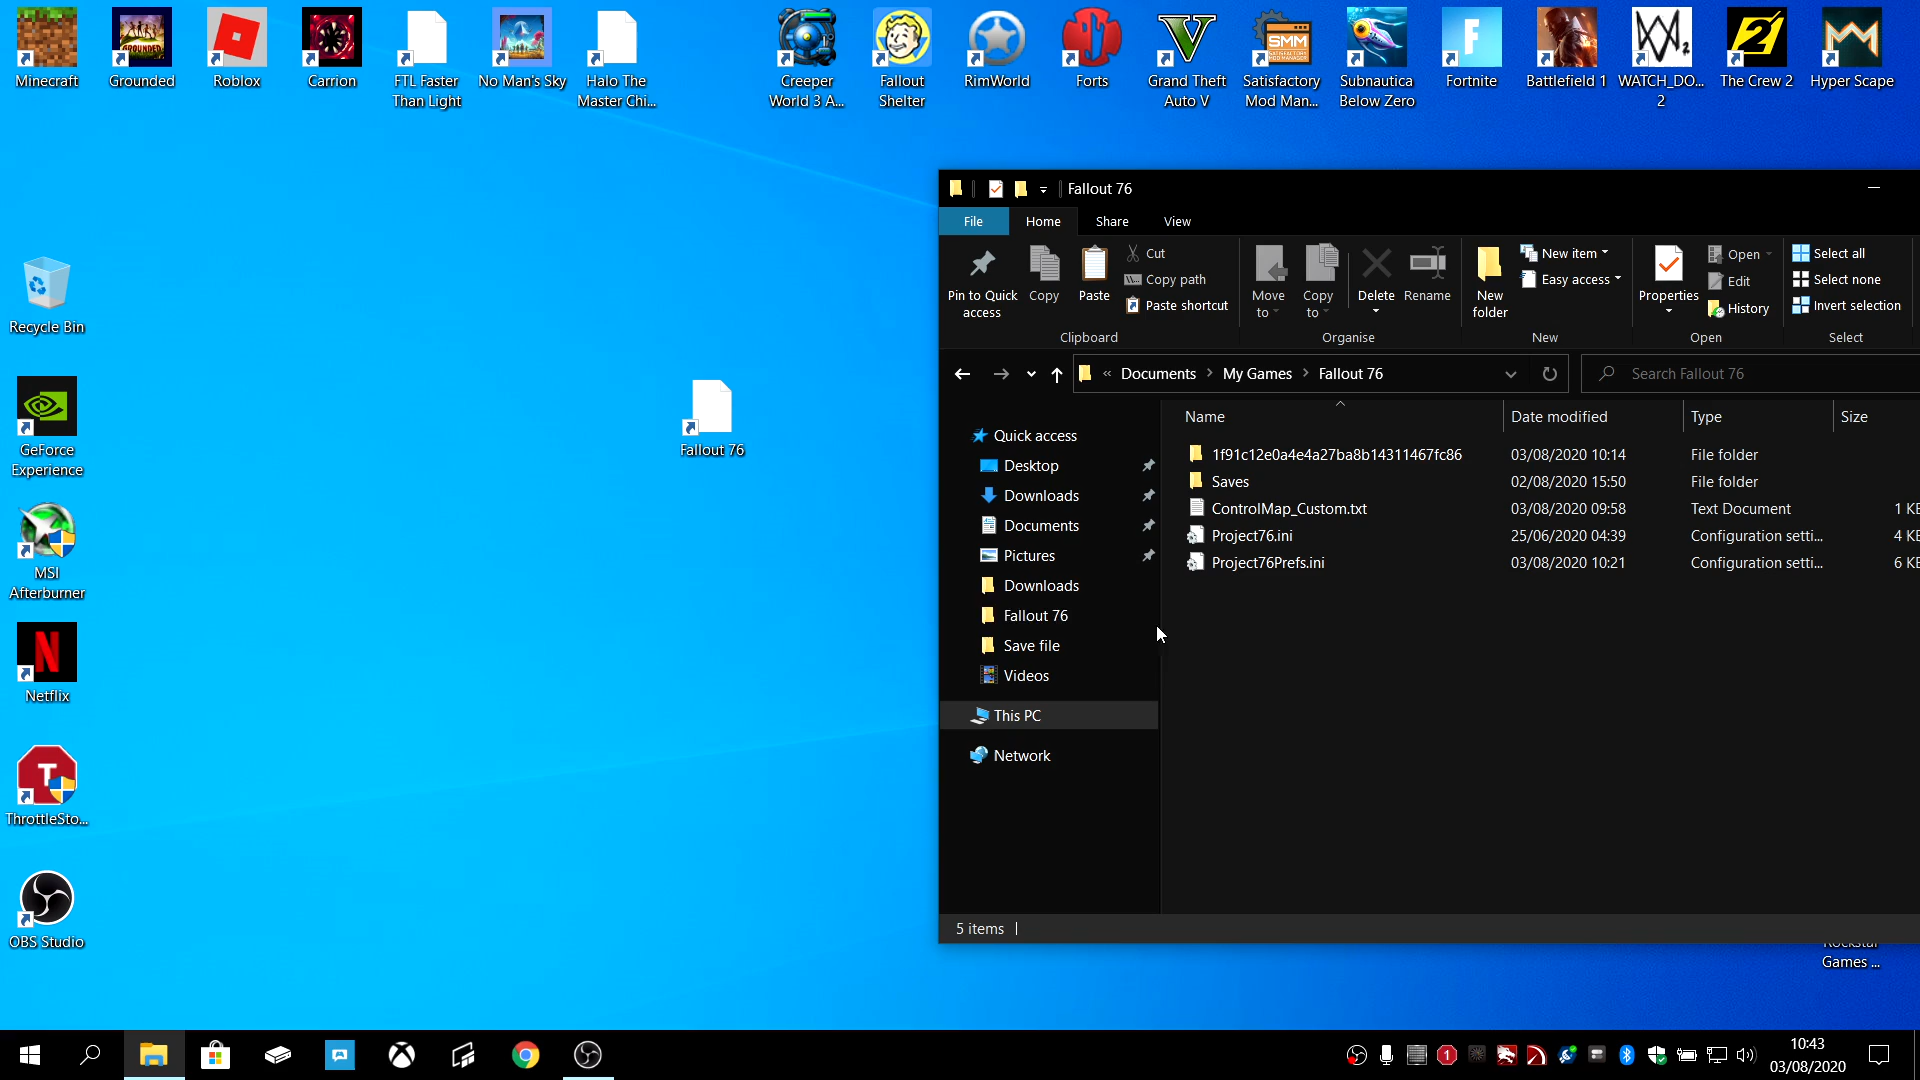 Minecraft
Grounded
Roblox
Carrion
FTL Faster
Than Light
No Man's Sky
Halo The
Master Chi...
Creeper
World 3 A...
Fallout
Shelter
RimWorld
Forts
Grand Theft
Auto V
Satisfactory
Mod Man...
Subnautica
Below Zero
Fortnite
Battlefield 1
WATCH_DO...
2
The Crew 2
Hyper Scape
Recycle Bin
GeForce
Experience
MSI
Afterburner
Netflix
ThrottleSto...
OBS Studio
Fallout 76
Fallout 76
File
Home
Share
View
Pin to Quick
access
Copy
Paste
Cut
Copy path
Paste shortcut
Clipboard
Move
to
Copy
to
Delete
Rename
Organise
New
folder
New item
Easy access
New
Properties
Open
Edit
History
Open
Select all
Select none
Invert selection
Select
« Documents > My Games > Fallout 76
Search Fallout 76
Name
Date modified
Type
Size
Quick access
Desktop
Downloads
Documents
Pictures
Downloads
Fallout 76
Save file
Videos
This PC
Network
1f91c12e0a4e4a27ba8b14311467fc86 03/08/2020 10:14 File folder
Saves 02/08/2020 15:50 File folder
ControlMap_Custom.txt 03/08/2020 09:58 Text Document 1 KE
Project76.ini 25/06/2020 04:39 Configuration setti... 4 KE
Project76Prefs.ini 03/08/2020 10:21 Configuration setti... 6 KE
5 items
Rockstar
Games ...
10:43
03/08/2020